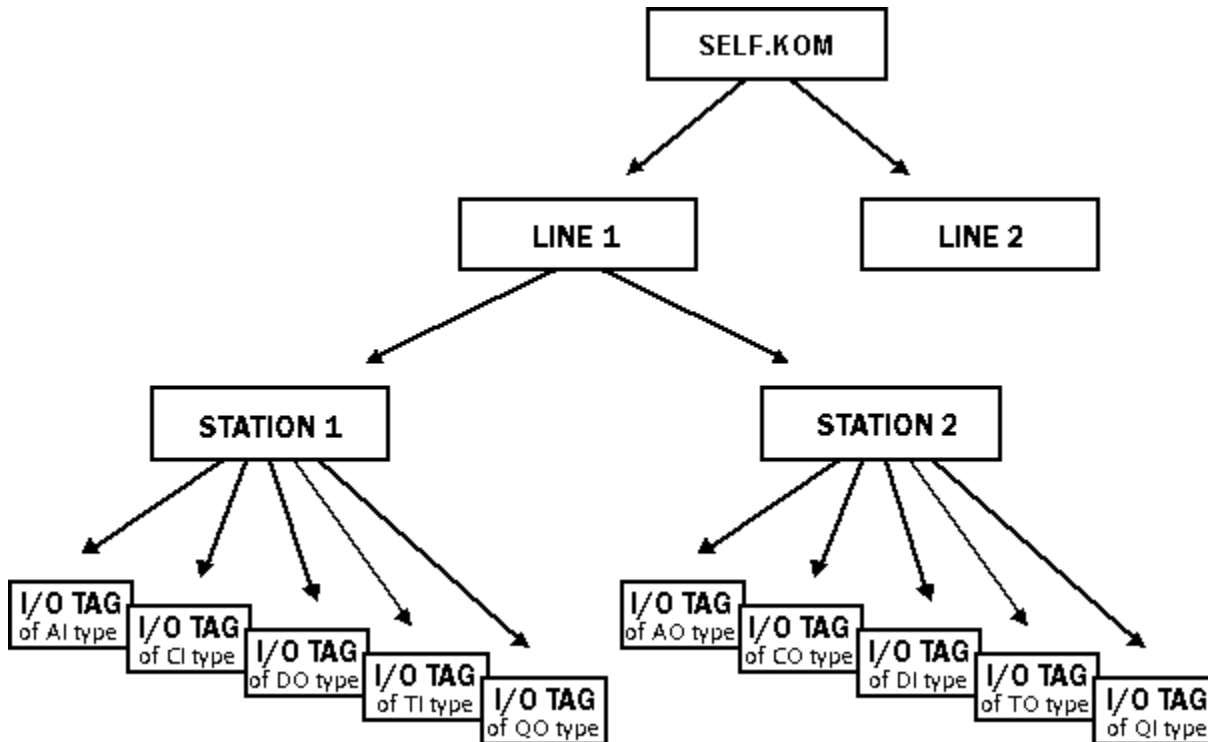 SELF.KOM
LINE 1
LINE 2
STATION 1
STATION 2
I/O TAG
of AI type
I/O TAG
of CI type
I/O TAG
of DO type
I/O TAG
of TI type
I/O TAG
of QO type
I/O TAG
of AO type
I/O TAG
of CO type
I/O TAG
of DI type
I/O TAG
of TO type
I/O TAG
of QI type